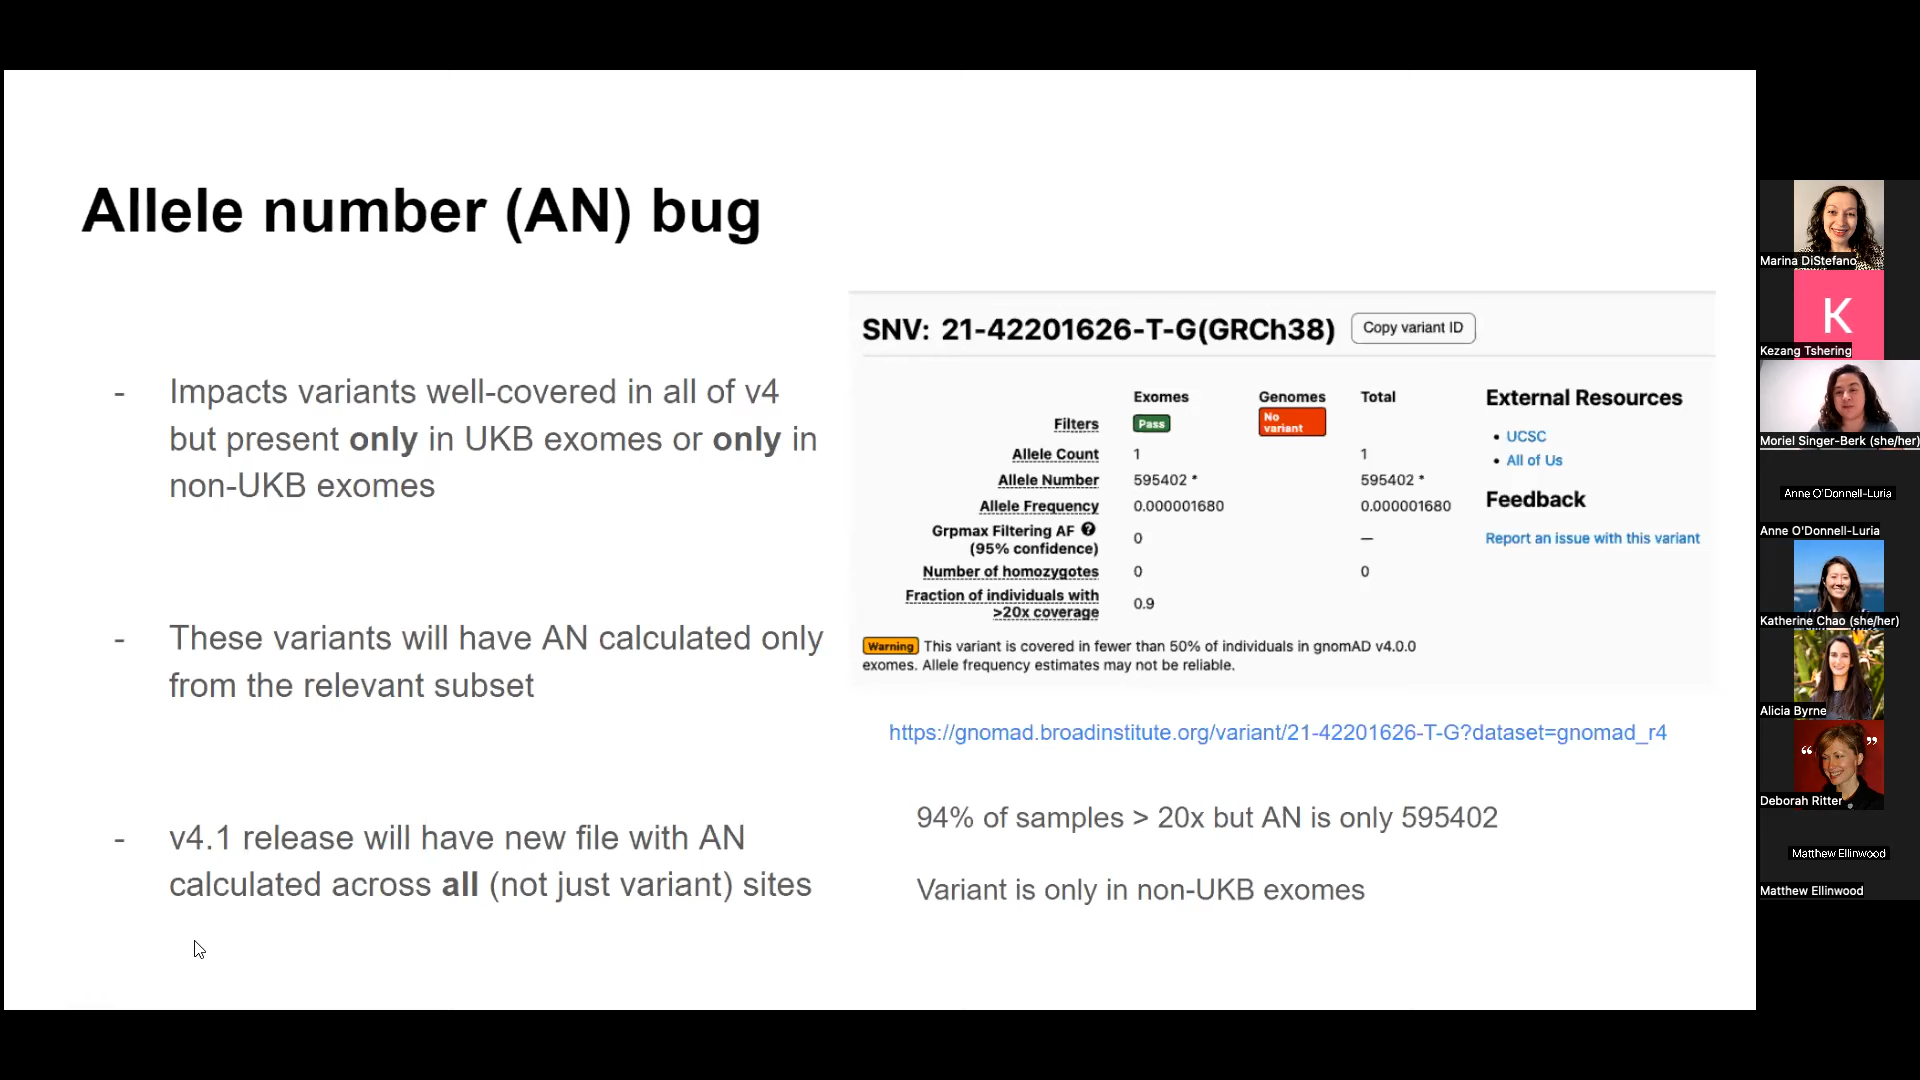 Allele number (AN) bug
- Impacts variants well-covered in all of v4
but present only in UKB exomes or only in
non-UKB exomes
- These variants will have AN calculated only
from the relevant subset
- v4.1 release will have new file with AN
calculated across all (not just variant) sites
SNV: 21-42201626-T-G(GRCh38) Copy variant ID
Exomes Genomes Total
Filters Pass No variant
Allele Count 1 1
Allele Number 595402 * 595402 *
Allele Frequency 0.000001680 0.000001680
Grpmax Filtering AF ?
(95% confidence) 0 —
Number of homozygotes 0 0
Fraction of individuals with
>20x coverage 0.9
External Resources
• UCSC
• All of Us
Feedback
Report an issue with this variant
Warning This variant is covered in fewer than 50% of individuals in gnomAD v4.0.0
exomes. Allele frequency estimates may not be reliable.
https://gnomad.broadinstitute.org/variant/21-42201626-T-G?dataset=gnomad_r4
94% of samples > 20x but AN is only 595402
Variant is only in non-UKB exomes
Marina DiStefano
K
Kezang Tshering
Moriel Singer-Berk (she/her)
Anne O'Donnell-Luria
Anne O'Donnell-Luria
Katherine Chao (she/her)
Alicia Byrne
“ ”
Deborah Ritter
Matthew Ellinwood
Matthew Ellinwood